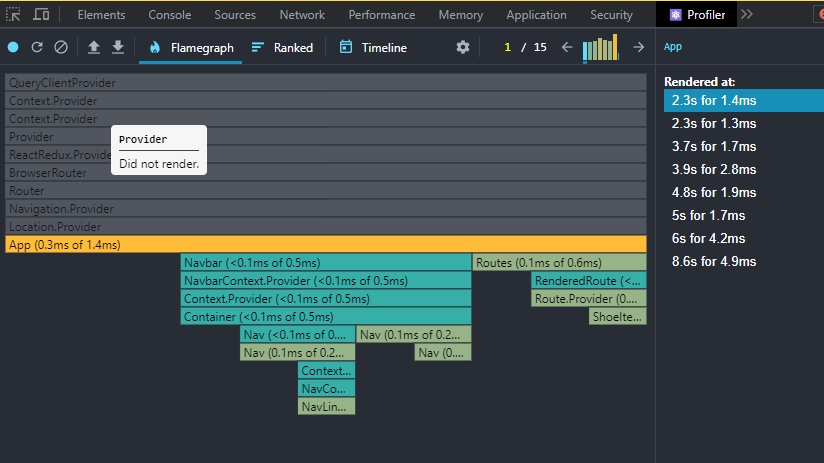 Elements Console Sources Network Performance Memory Application Security Profiler
Flamegraph Ranked Timeline 1 / 15 App
QueryClientProvider
Context.Provider
Context.Provider
Provider
ReactRedux.Provide
BrowserRouter
Router
Navigation.Provider
Location.Provider
Provider
Did not render.
App (0.3ms of 1.4ms)
Navbar (<0.1ms of 0.5ms) Routes (0.1ms of 0.6ms)
NavbarContext.Provider (<0.1ms of 0.5ms) RenderedRoute (<...
Context.Provider (<0.1ms of 0.5ms) Route.Provider (0....
Container (<0.1ms of 0.5ms) Shoelte...
Nav (<0.1ms of 0.... Nav (0.1ms of 0.2...
Nav (0.1ms of 0.2... Nav (0....
Context...
NavCo...
NavLin...
Rendered at:
2.3s for 1.4ms
2.3s for 1.3ms
3.7s for 1.7ms
3.9s for 2.8ms
4.8s for 1.9ms
5s for 1.7ms
6s for 4.2ms
8.6s for 4.9ms